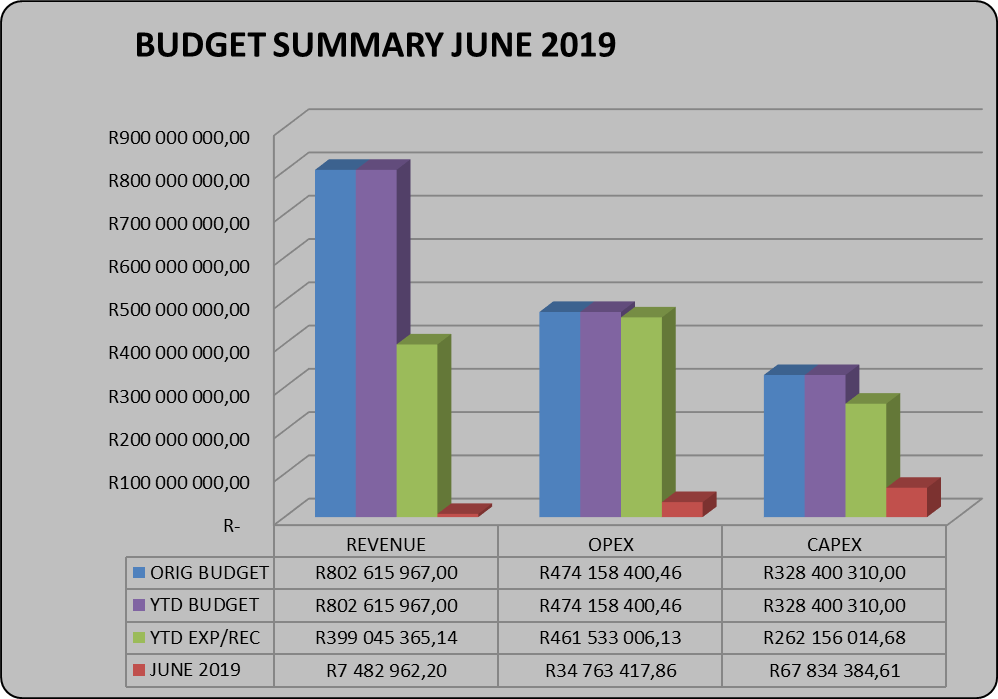 BUDGET SUMMARY JUNE 2019
R900 000 000,00
R800 000 000,00
R700 000 000,00
R600 000 000,00
R500 000 000,00
R400 000 000,00
R300 000 000,00
R200 000 000,00
R100 000 000,00
R-
REVENUE OPEX CAPEX
ORIG BUDGET R802 615 967,00 R474 158 400,46 R328 400 310,00
YTD BUDGET R802 615 967,00 R474 158 400,46 R328 400 310,00
YTD EXP/REC R399 045 365,14 R461 533 006,13 R262 156 014,68
JUNE 2019 R7 482 962,20 R34 763 417,86 R67 834 384,61